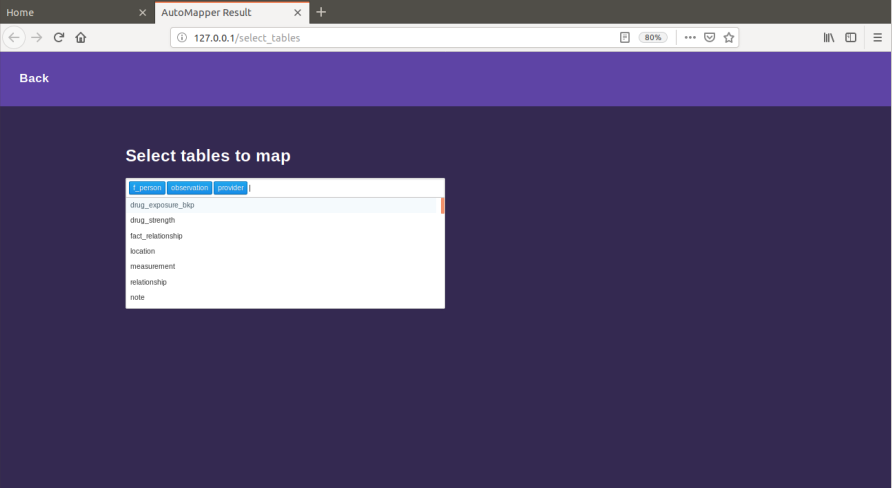 Home
AutoMapper Result
127.0.0.1/select_tables
80%
Back
Select tables to map
f_person observation provider
drug_exposure_bkp
drug_strength
fact_relationship
location
measurement
relationship
note